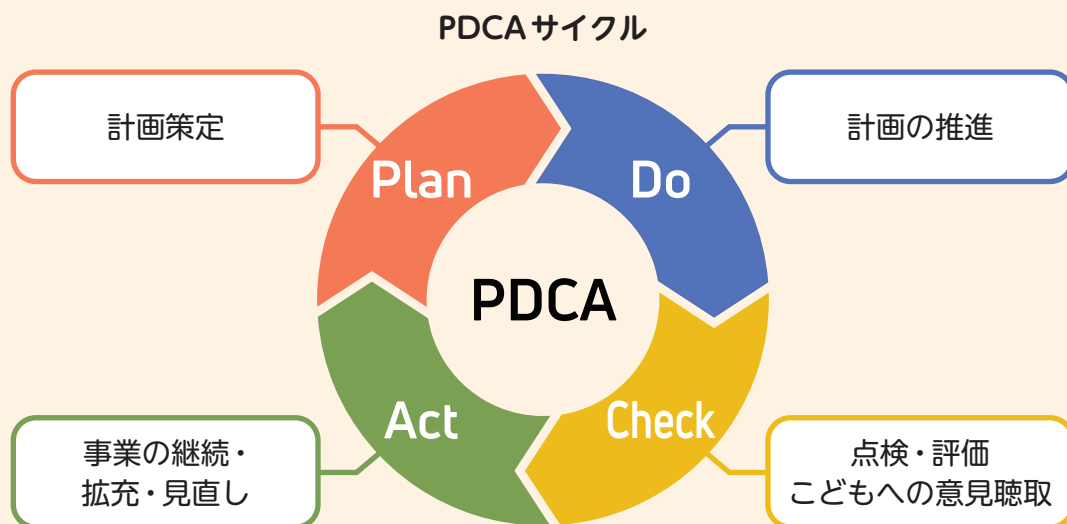 PDCAサイクル
計画策定
計画の推進
Plan
Do
PDCA
Act
Check
事業の継続・
拡充・見直し
点検・評価
こどもへの意見聴取